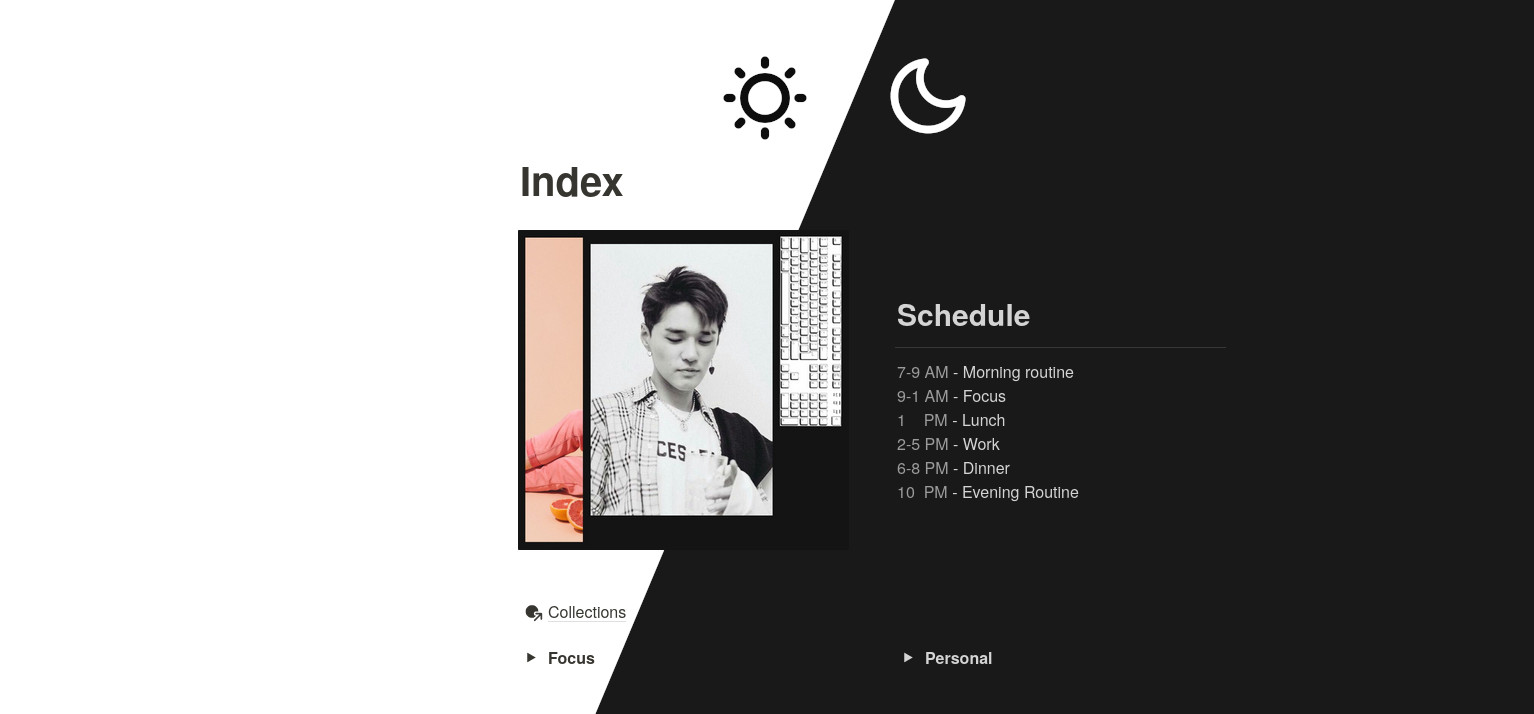 Index
CES
Schedule
7-9 AM - Morning routine
9-1 AM - Focus
1 PM - Lunch
2-5 PM - Work
6-8 PM - Dinner
10 PM - Evening Routine
Collections
Focus
Personal